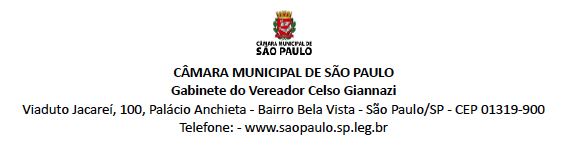 CÂMARA MUNICIPAL DE
SÃO PAULO
CÂMARA MUNICIPAL DE SÃO PAULO
Gabinete do Vereador Celso Giannazi
Viaduto Jacareí, 100, Palácio Anchieta - Bairro Bela Vista - São Paulo/SP - CEP 01319-900
Telefone: - www.saopaulo.sp.leg.br